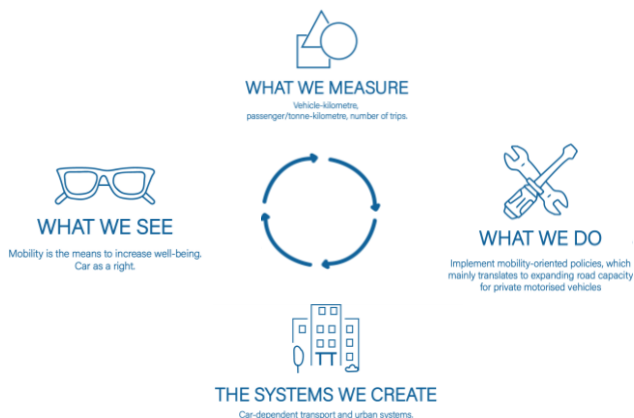 WHAT WE MEASURE
Vehicle-kilometre,
passenger/tonne-kilometre, number of trips.
WHAT WE SEE
Mobility is the means to increase well-being.
Car as a right.
WHAT WE DO
Implement mobility-oriented policies, which
mainly translates to expanding road capacity
for private motorised vehicles
THE SYSTEMS WE CREATE
Car-dependent transport and urban systems.